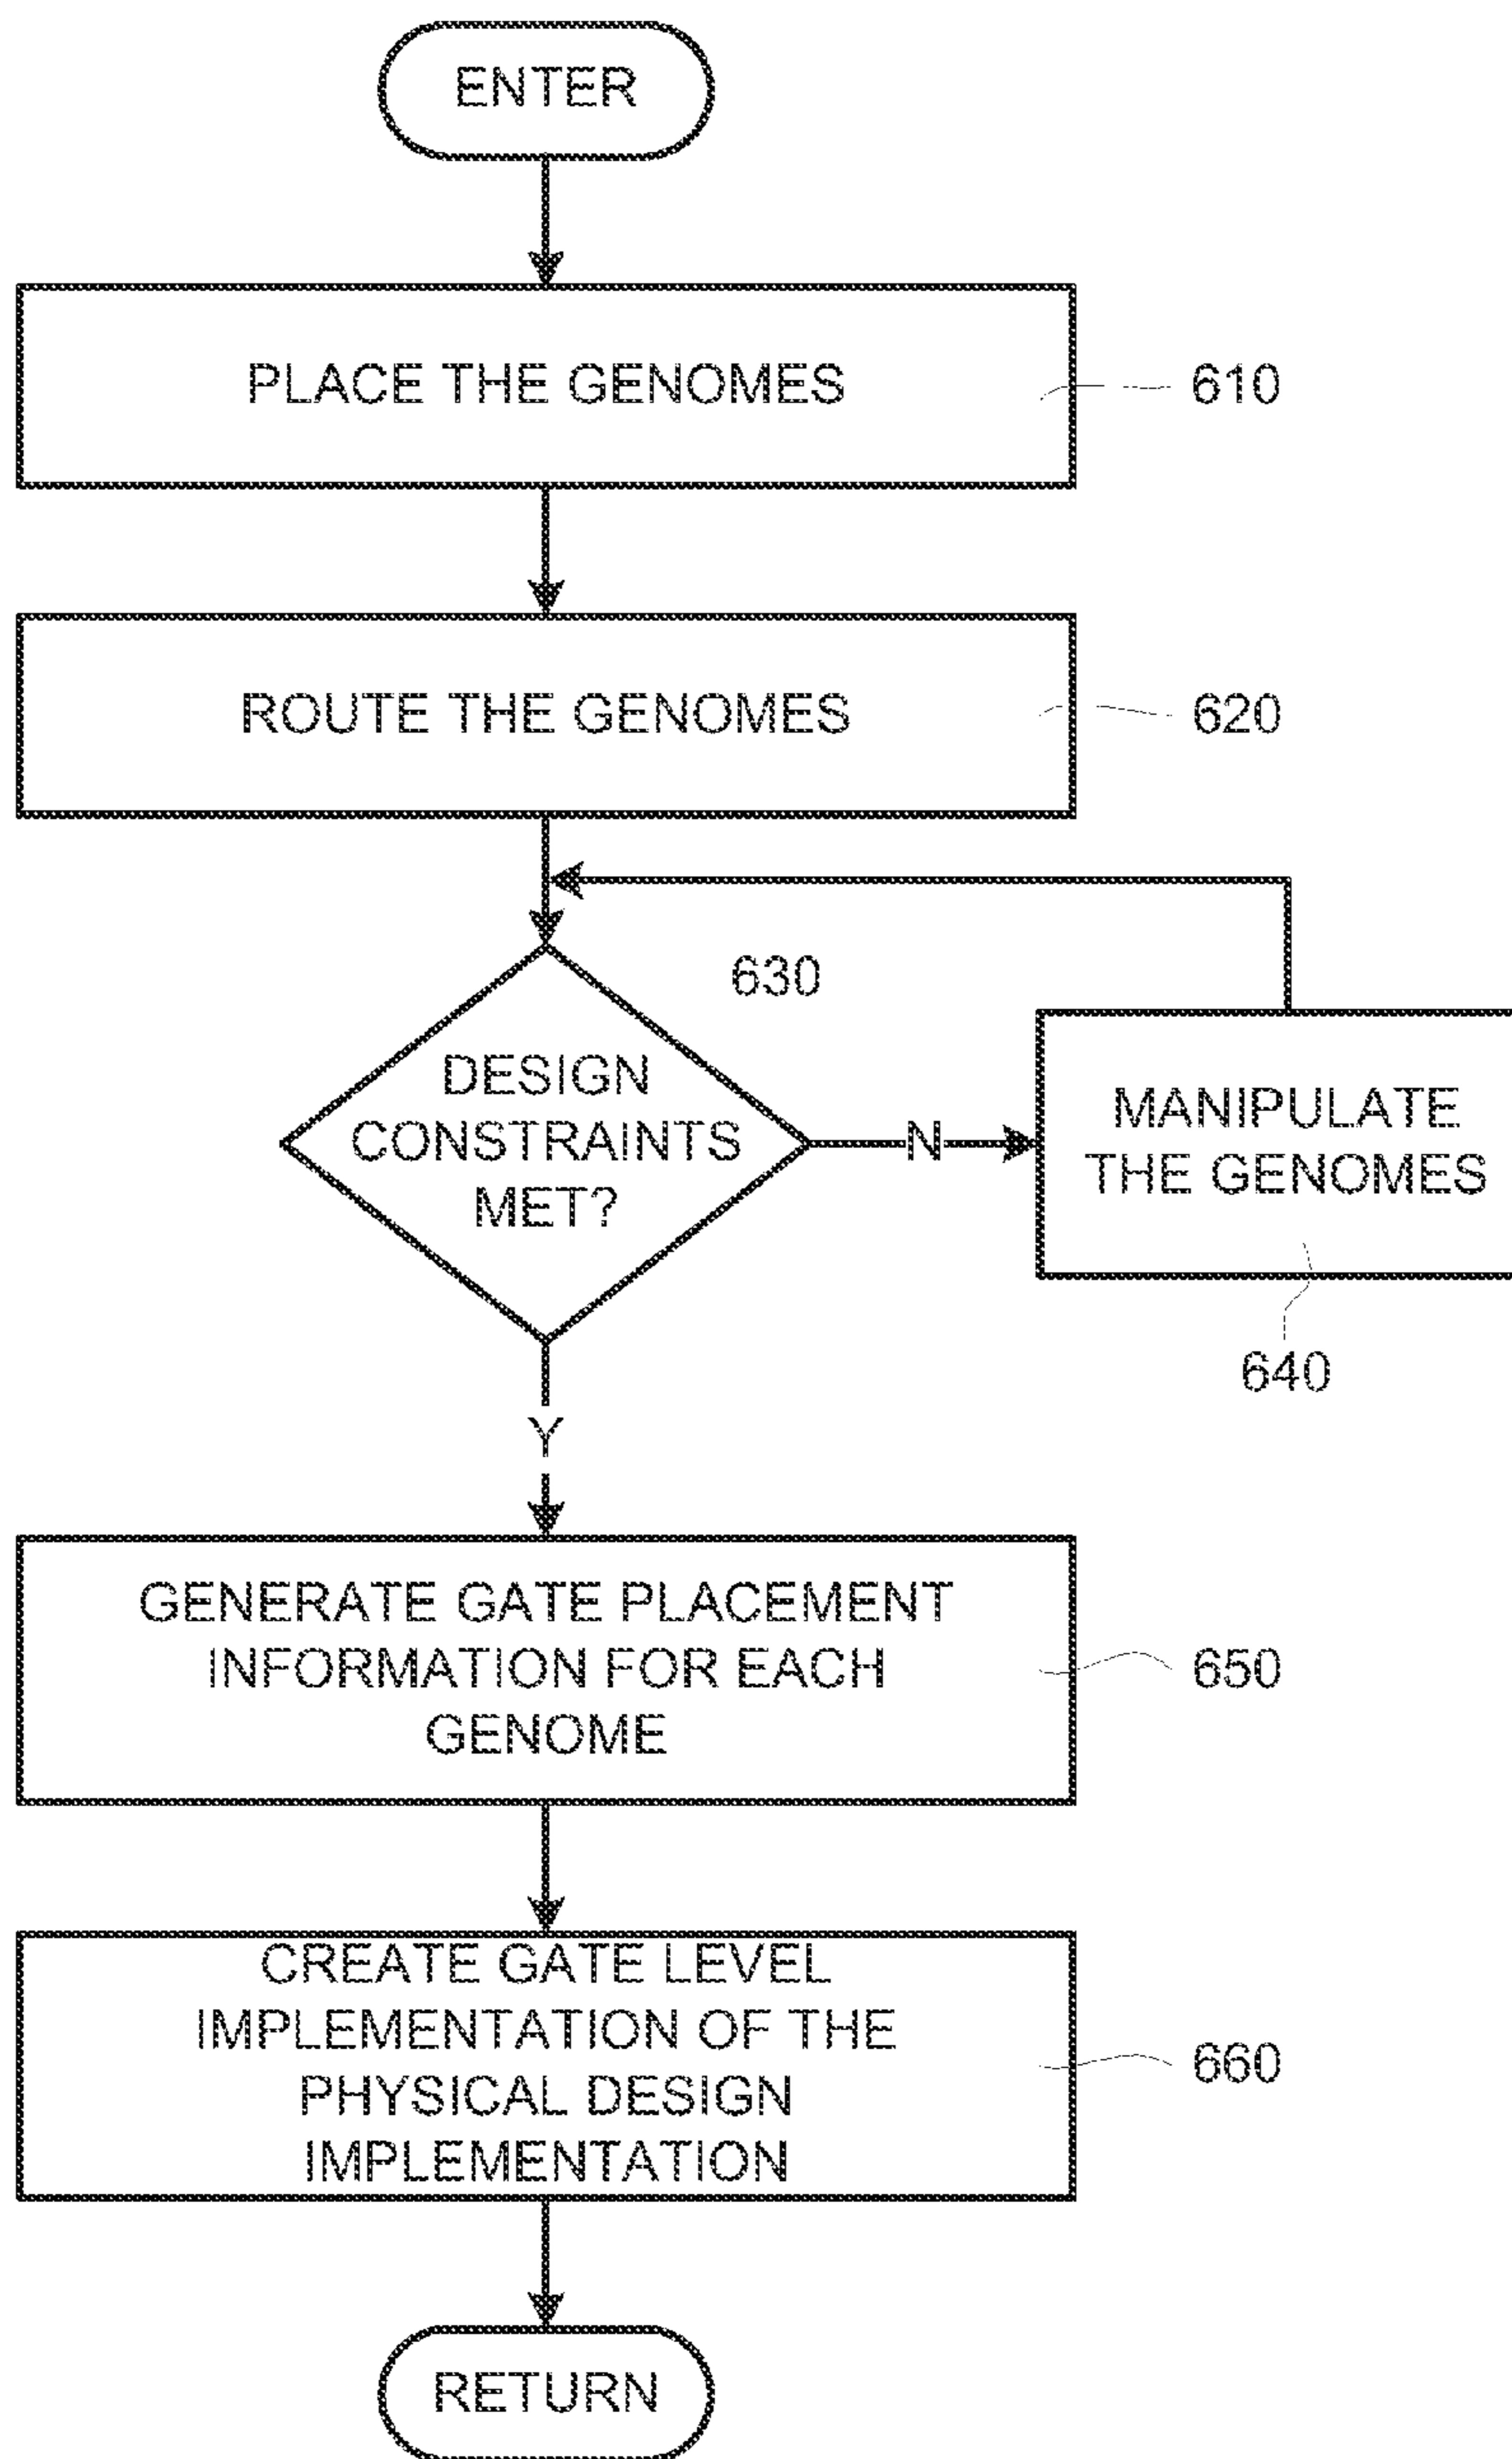 ENTER
PLACE THE GENOMES
610
ROUTE THE GENOMES
620
630
DESIGN
CONSTRAINTS
MET?
N
MANIPULATE
THE GENOMES
640
Y
GENERATE GATE PLACEMENT
INFORMATION FOR EACH
GENOME
650
CREATE GATE LEVEL
IMPLEMENTATION OF THE
PHYSICAL DESIGN
IMPLEMENTATION
660
RETURN